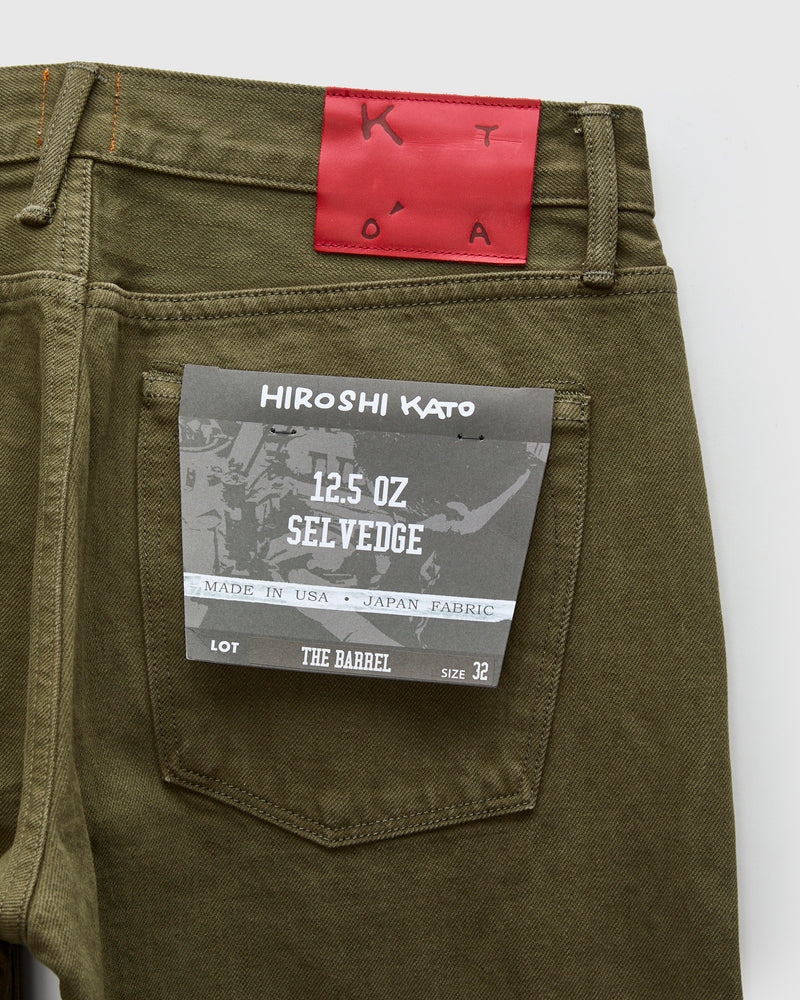 K T
O A
HIROSHI KATO
12.5 OZ
SELVEDGE
MADE IN USA • JAPAN FABRIC
LOT THE BARREL SIZE 32